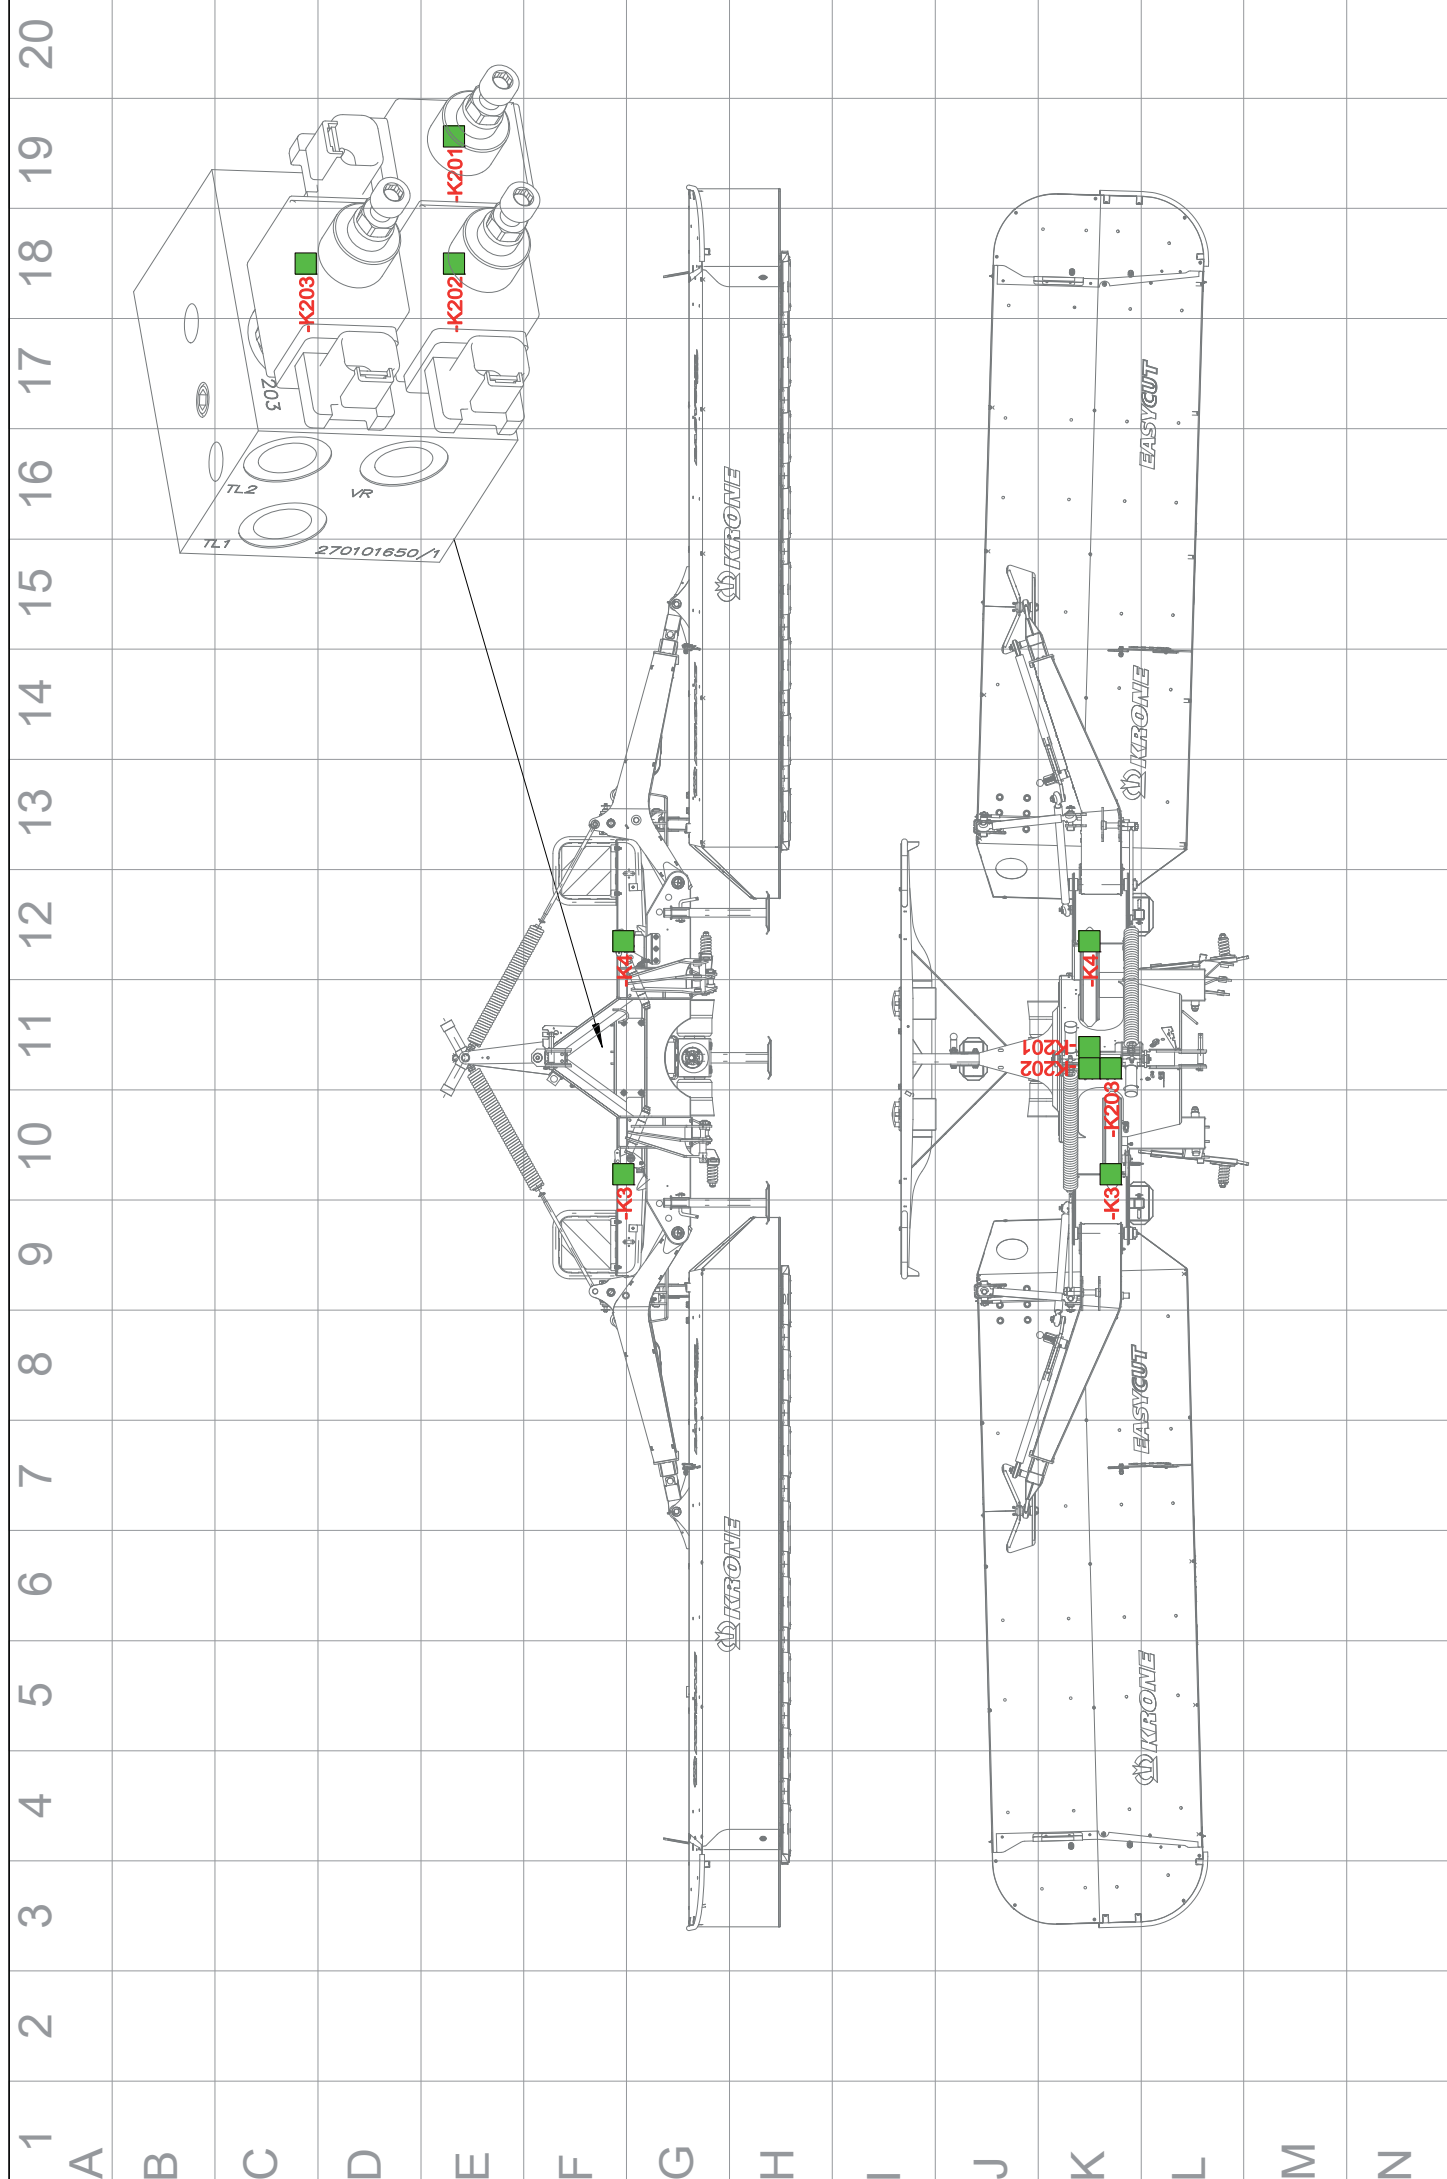 20
19
18
17
16
15
14
13
12
11
10
9
8
7
6
5
4
3
2
1
A
B
C
D
E
F
G
H
I
J
K
L
M
N
-K201
-K202
-K203
203
TL2
VR
TL1
270101650/1
KRONE
EASYCUT
KRONE
-K4
-K4
-K201
-K202
-K203
-K3
-K3
EASYCUT
KRONE
KRONE